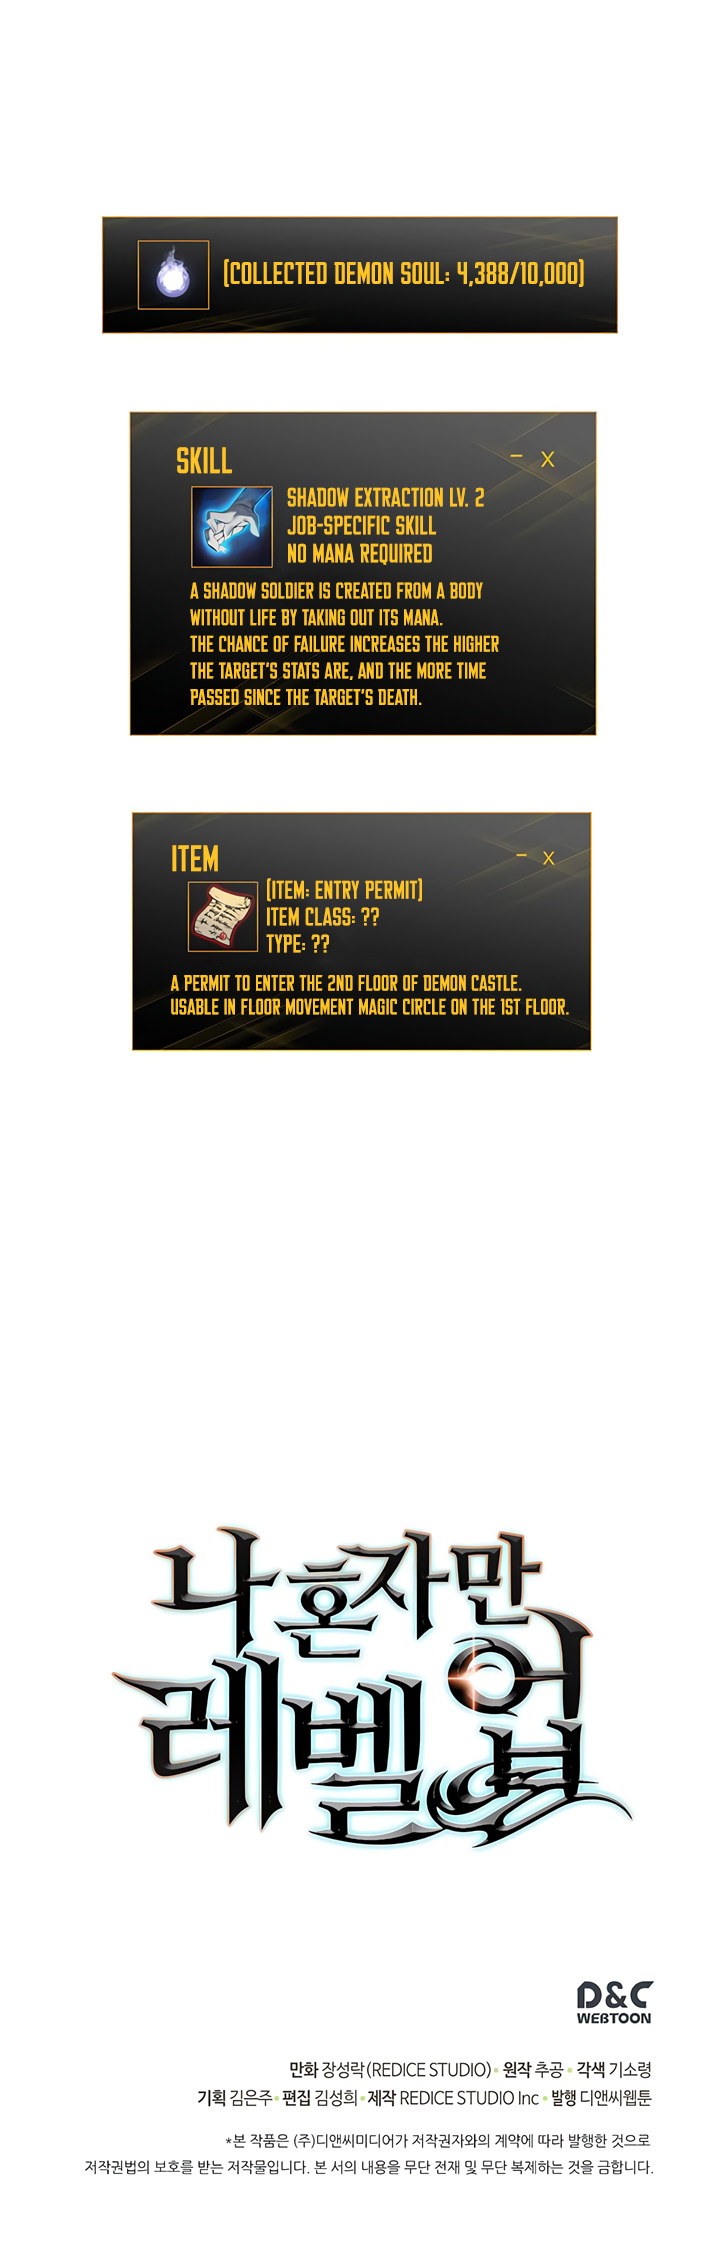 [COLLECTED DEMON SOUL: 4,388/10,000]
SKILL
- X
SHADOW EXTRACTION LV. 2
JOB-SPECIFIC SKILL
NO MANA REQUIRED
A SHADOW SOLDIER IS CREATED FROM A BODY
WITHOUT LIFE BY TAKING OUT ITS MANA.
THE CHANCE OF FAILURE INCREASES THE HIGHER
THE TARGET'S STATS ARE, AND THE MORE TIME
PASSED SINCE THE TARGET'S DEATH.
ITEM
- X
[ITEM: ENTRY PERMIT]
ITEM CLASS: ??
TYPE: ??
A PERMIT TO ENTER THE 2ND FLOOR OF DEMON CASTLE.
USABLE IN FLOOR MOVEMENT MAGIC CIRCLE ON THE 1ST FLOOR.
나 혼자만
레벨업
D&C
WEBTOON
만화 장성락(REDICE STUDIO) • 원작 추공 • 각색 기소령
기획 김은주 • 편집 김성희 • 제작 REDICE STUDIO Inc • 발행 디앤씨웹툰
*본 작품은 (주)디앤씨미디어가 저작권자와의 계약에 따라 발행한 것으로
저작권법의 보호를 받는 저작물입니다. 본 서의 내용을 무단 전재 및 무단 복제하는 것을 금합니다.